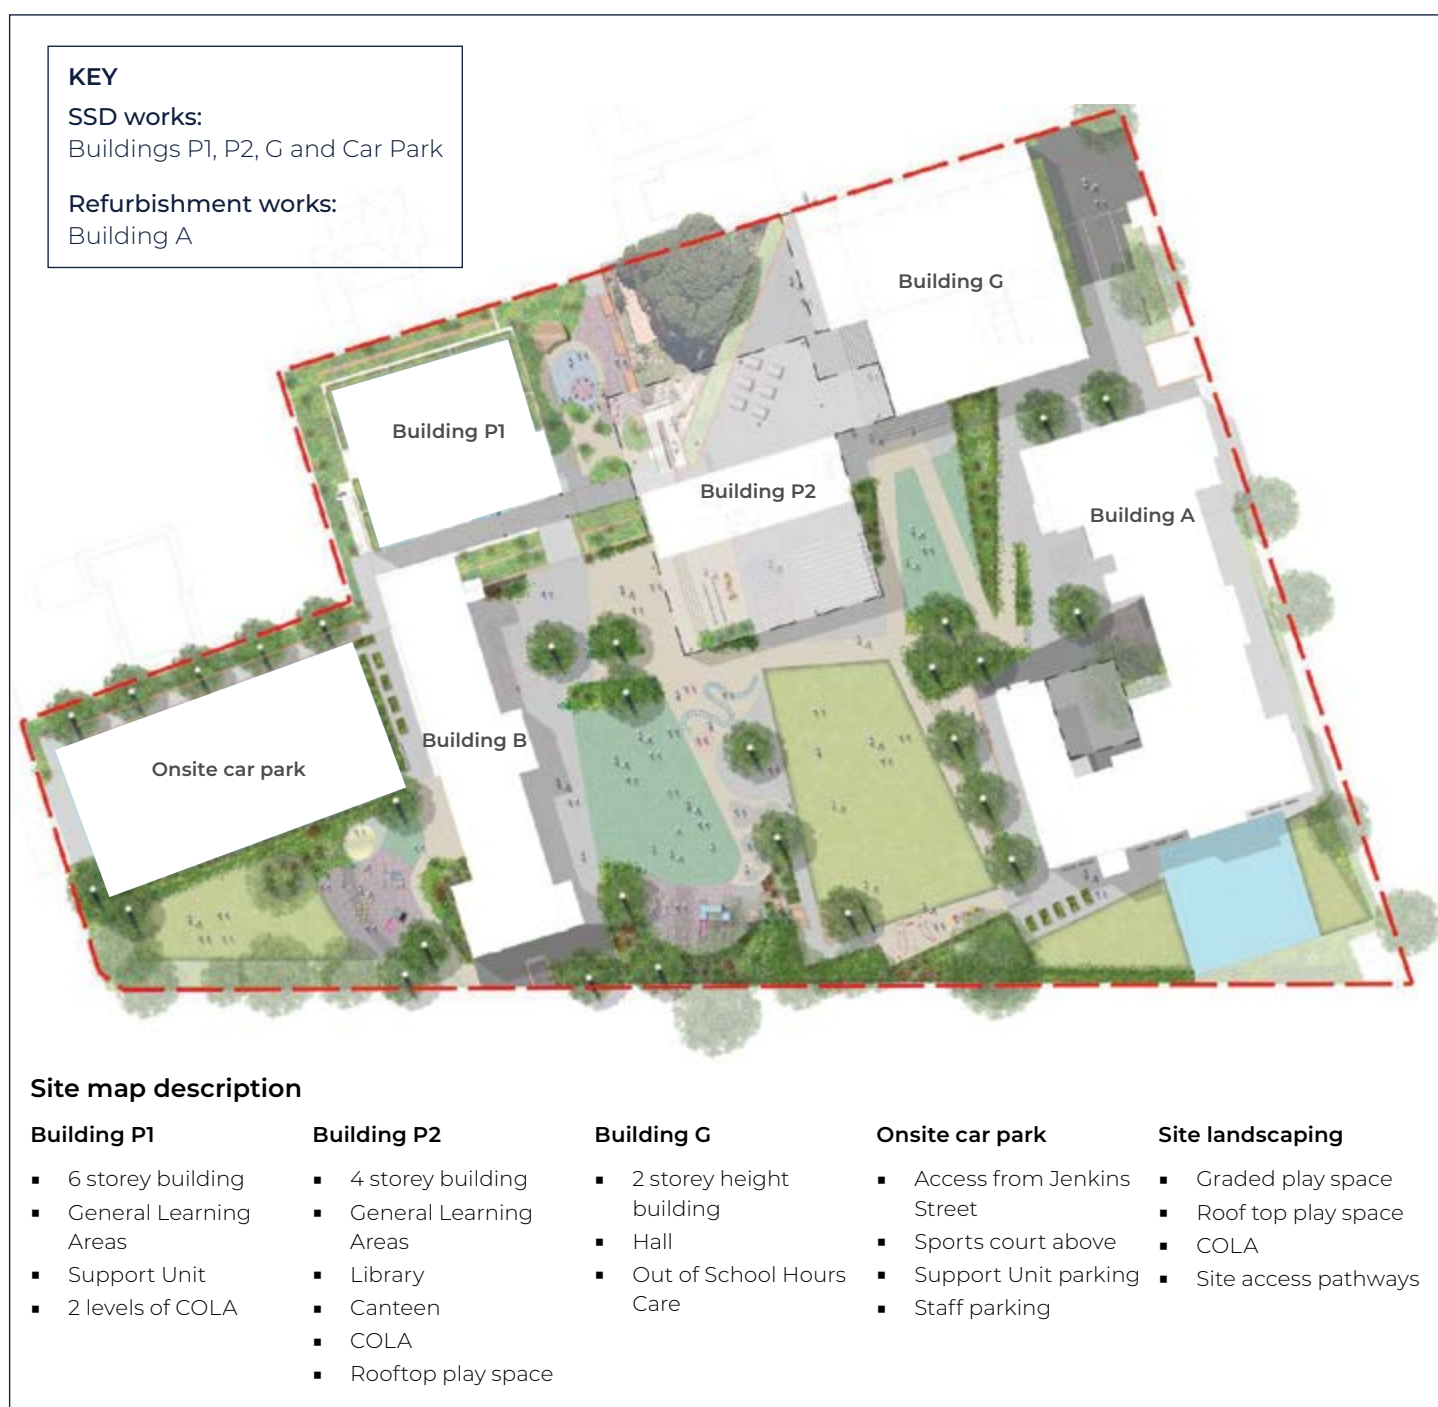 KEY
SSD works:
Buildings P1, P2, G and Car Park
Refurbishment works:
Building A
Building G
Building P1
Building P2
Building A
Building B
Onsite car park
Site map description
Building P1
▪ 6 storey building
▪ General Learning
Areas
▪ Support Unit
▪ 2 levels of COLA
Building P2
▪ 4 storey building
▪ General Learning
Areas
▪ Library
▪ Canteen
▪ COLA
▪ Rooftop play space
Building G
▪ 2 storey height
building
▪ Hall
▪ Out of School Hours
Care
Onsite car park
▪ Access from Jenkins
Street
▪ Sports court above
▪ Support Unit parking
▪ Staff parking
Site landscaping
▪ Graded play space
▪ Roof top play space
▪ COLA
▪ Site access pathways